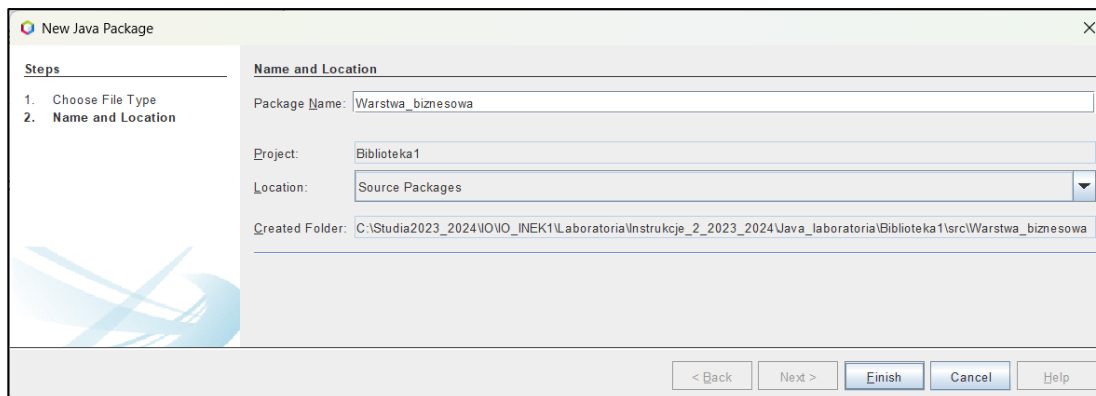 New Java Package
Steps
1. Choose File Type
2. Name and Location
Name and Location
Package Name: Warstwa_biznesowa
Project: Biblioteka1
Location: Source Packages
Created Folder: C:\Studia2023_2024\IO\IO_INEK1\Laboratoria\Instrukcje_2_2023_2024\Java_laboratoria\Biblioteka1\src\Warstwa_biznesowa
< Back Next > Finish Cancel Help